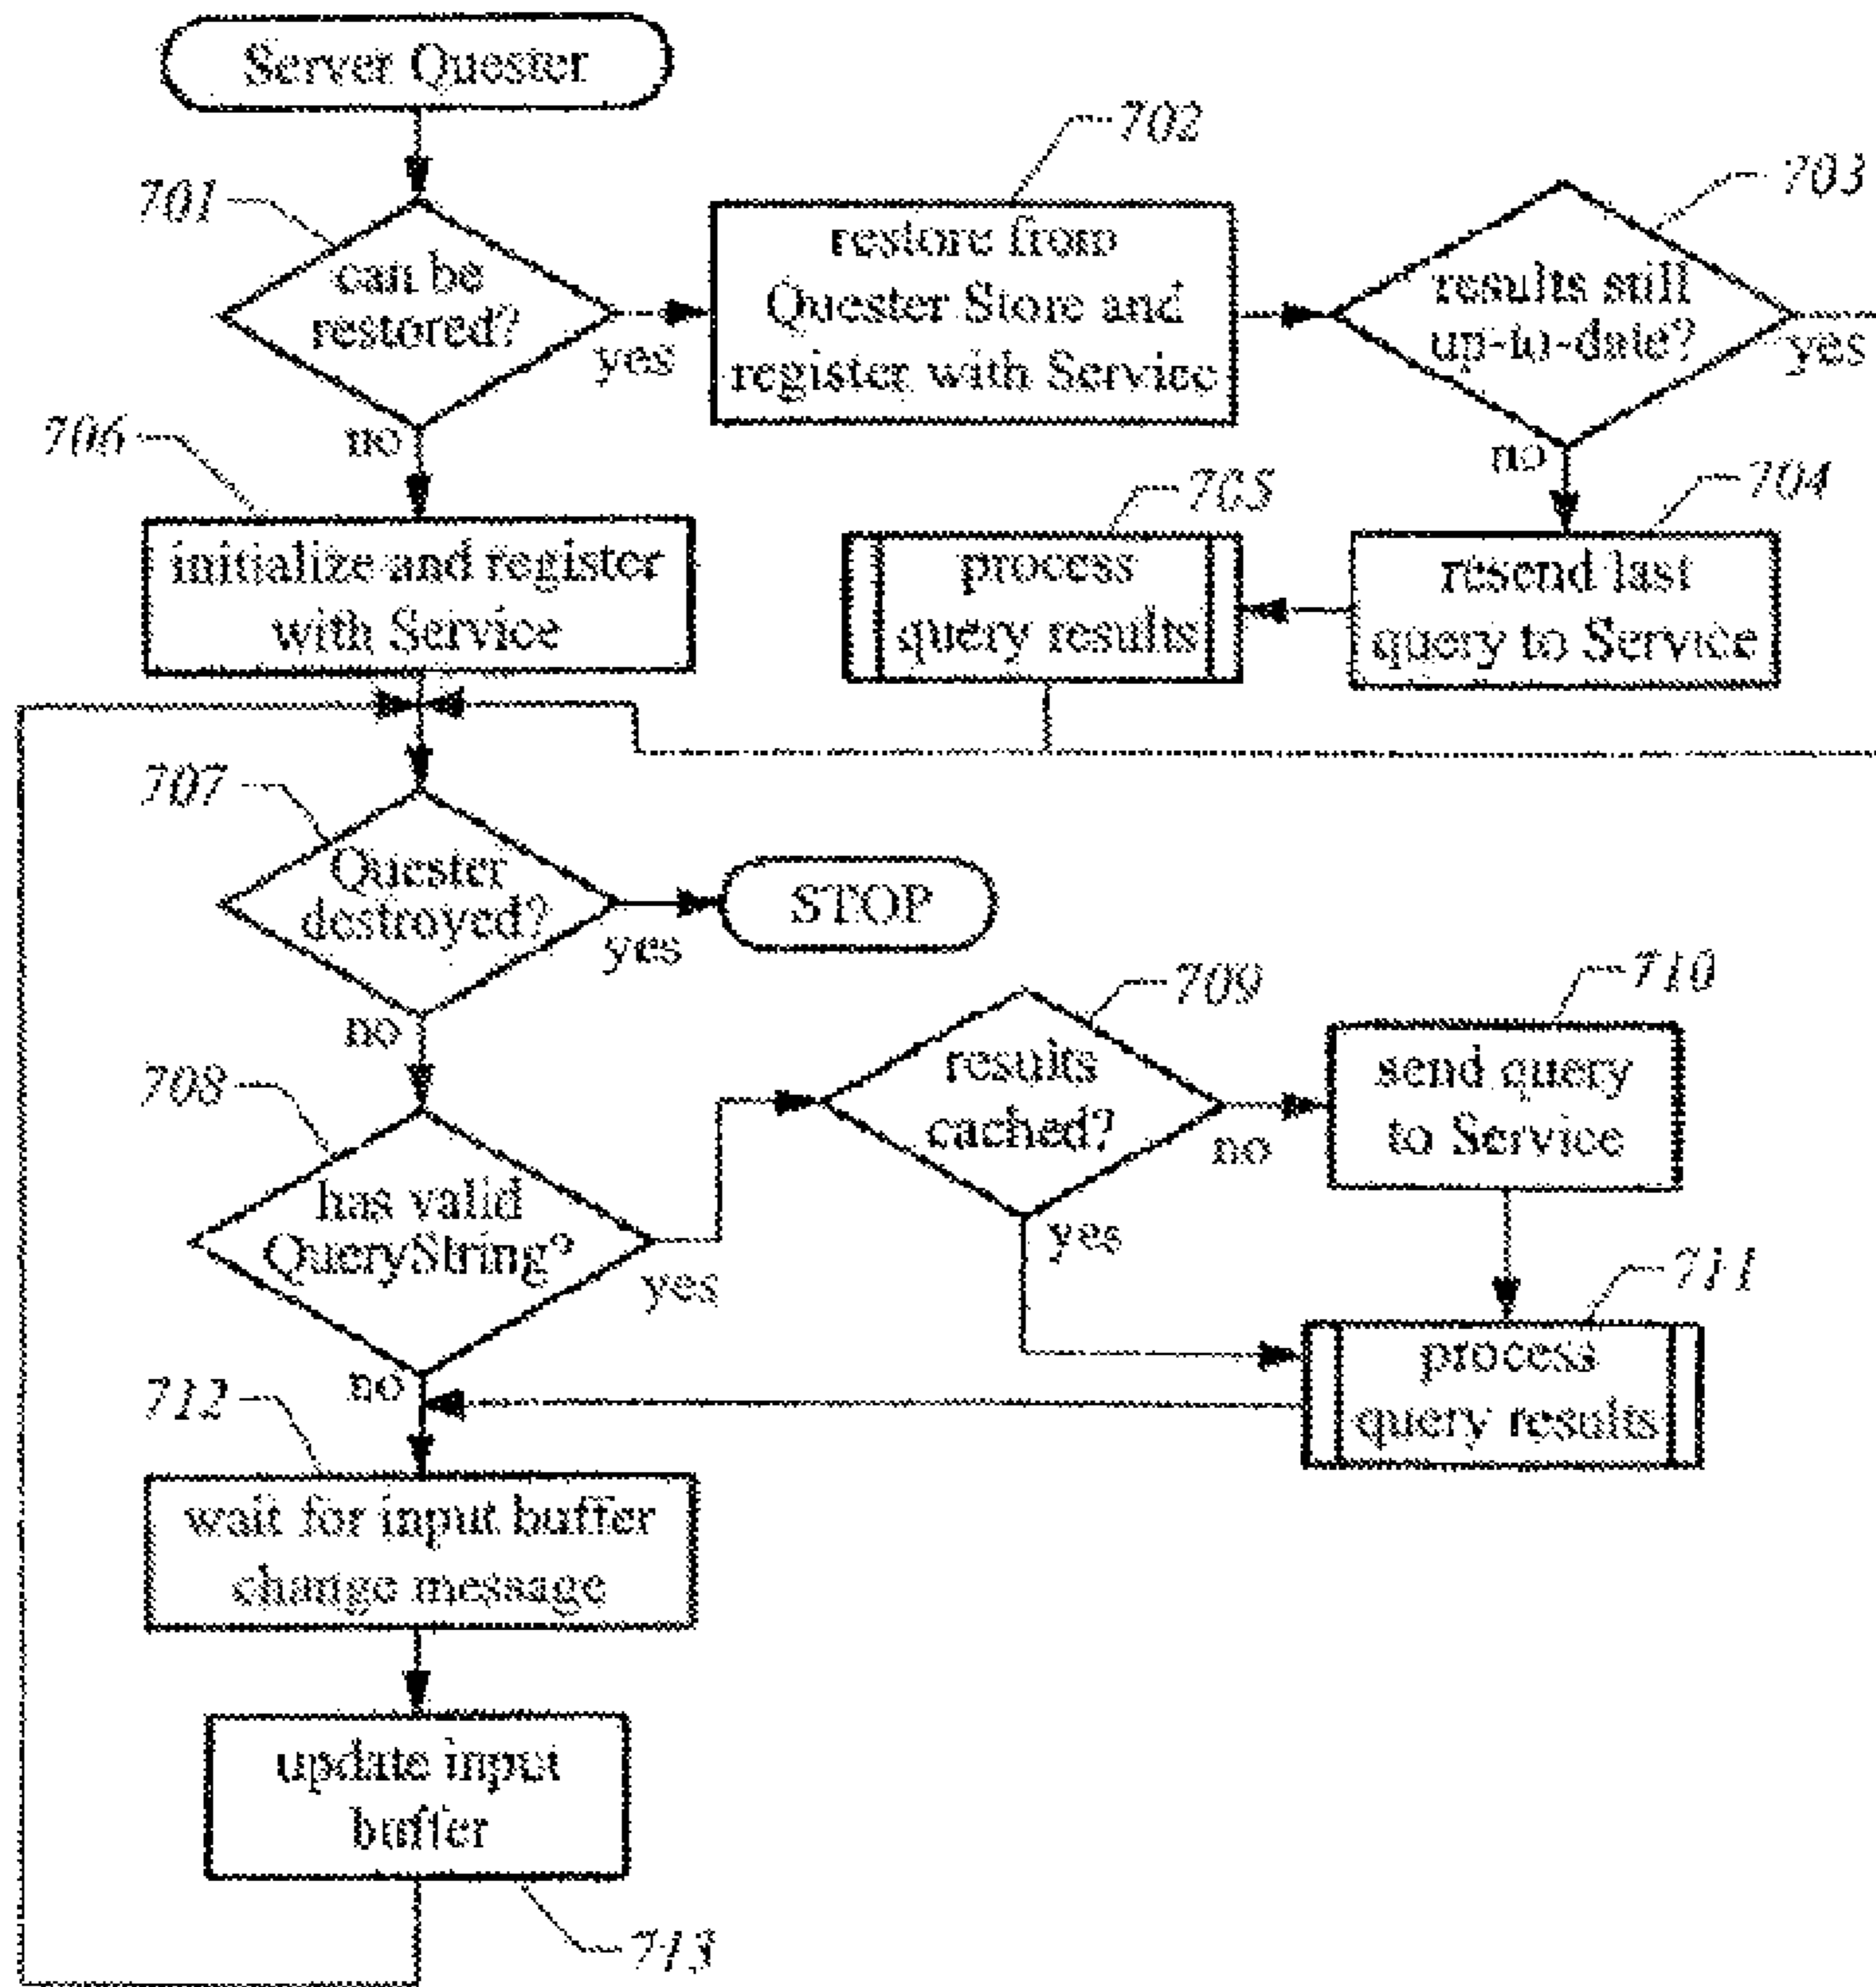 Server Quester
701
can be
restored?
yes
no
702
restore from
Quester Store and
register with Service
703
results still
up-to-date?
yes
no
704
resend last
query to Service
705
process
query results
706
initialize and register
with Service
707
Quester
destroyed?
yes
no
STOP
708
has valid
QueryString?
yes
no
709
results
cached?
no
yes
710
send query
to Service
711
process
query results
712
wait for input buffer
change message
update input
buffer
713